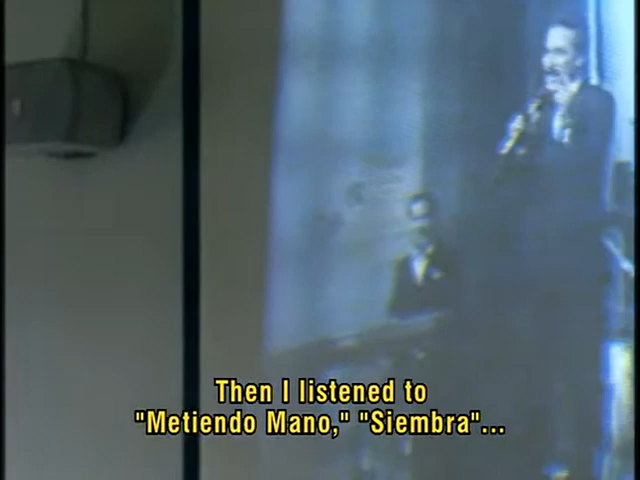 Then I listened to
"Metiendo Mano," "Siembra"...